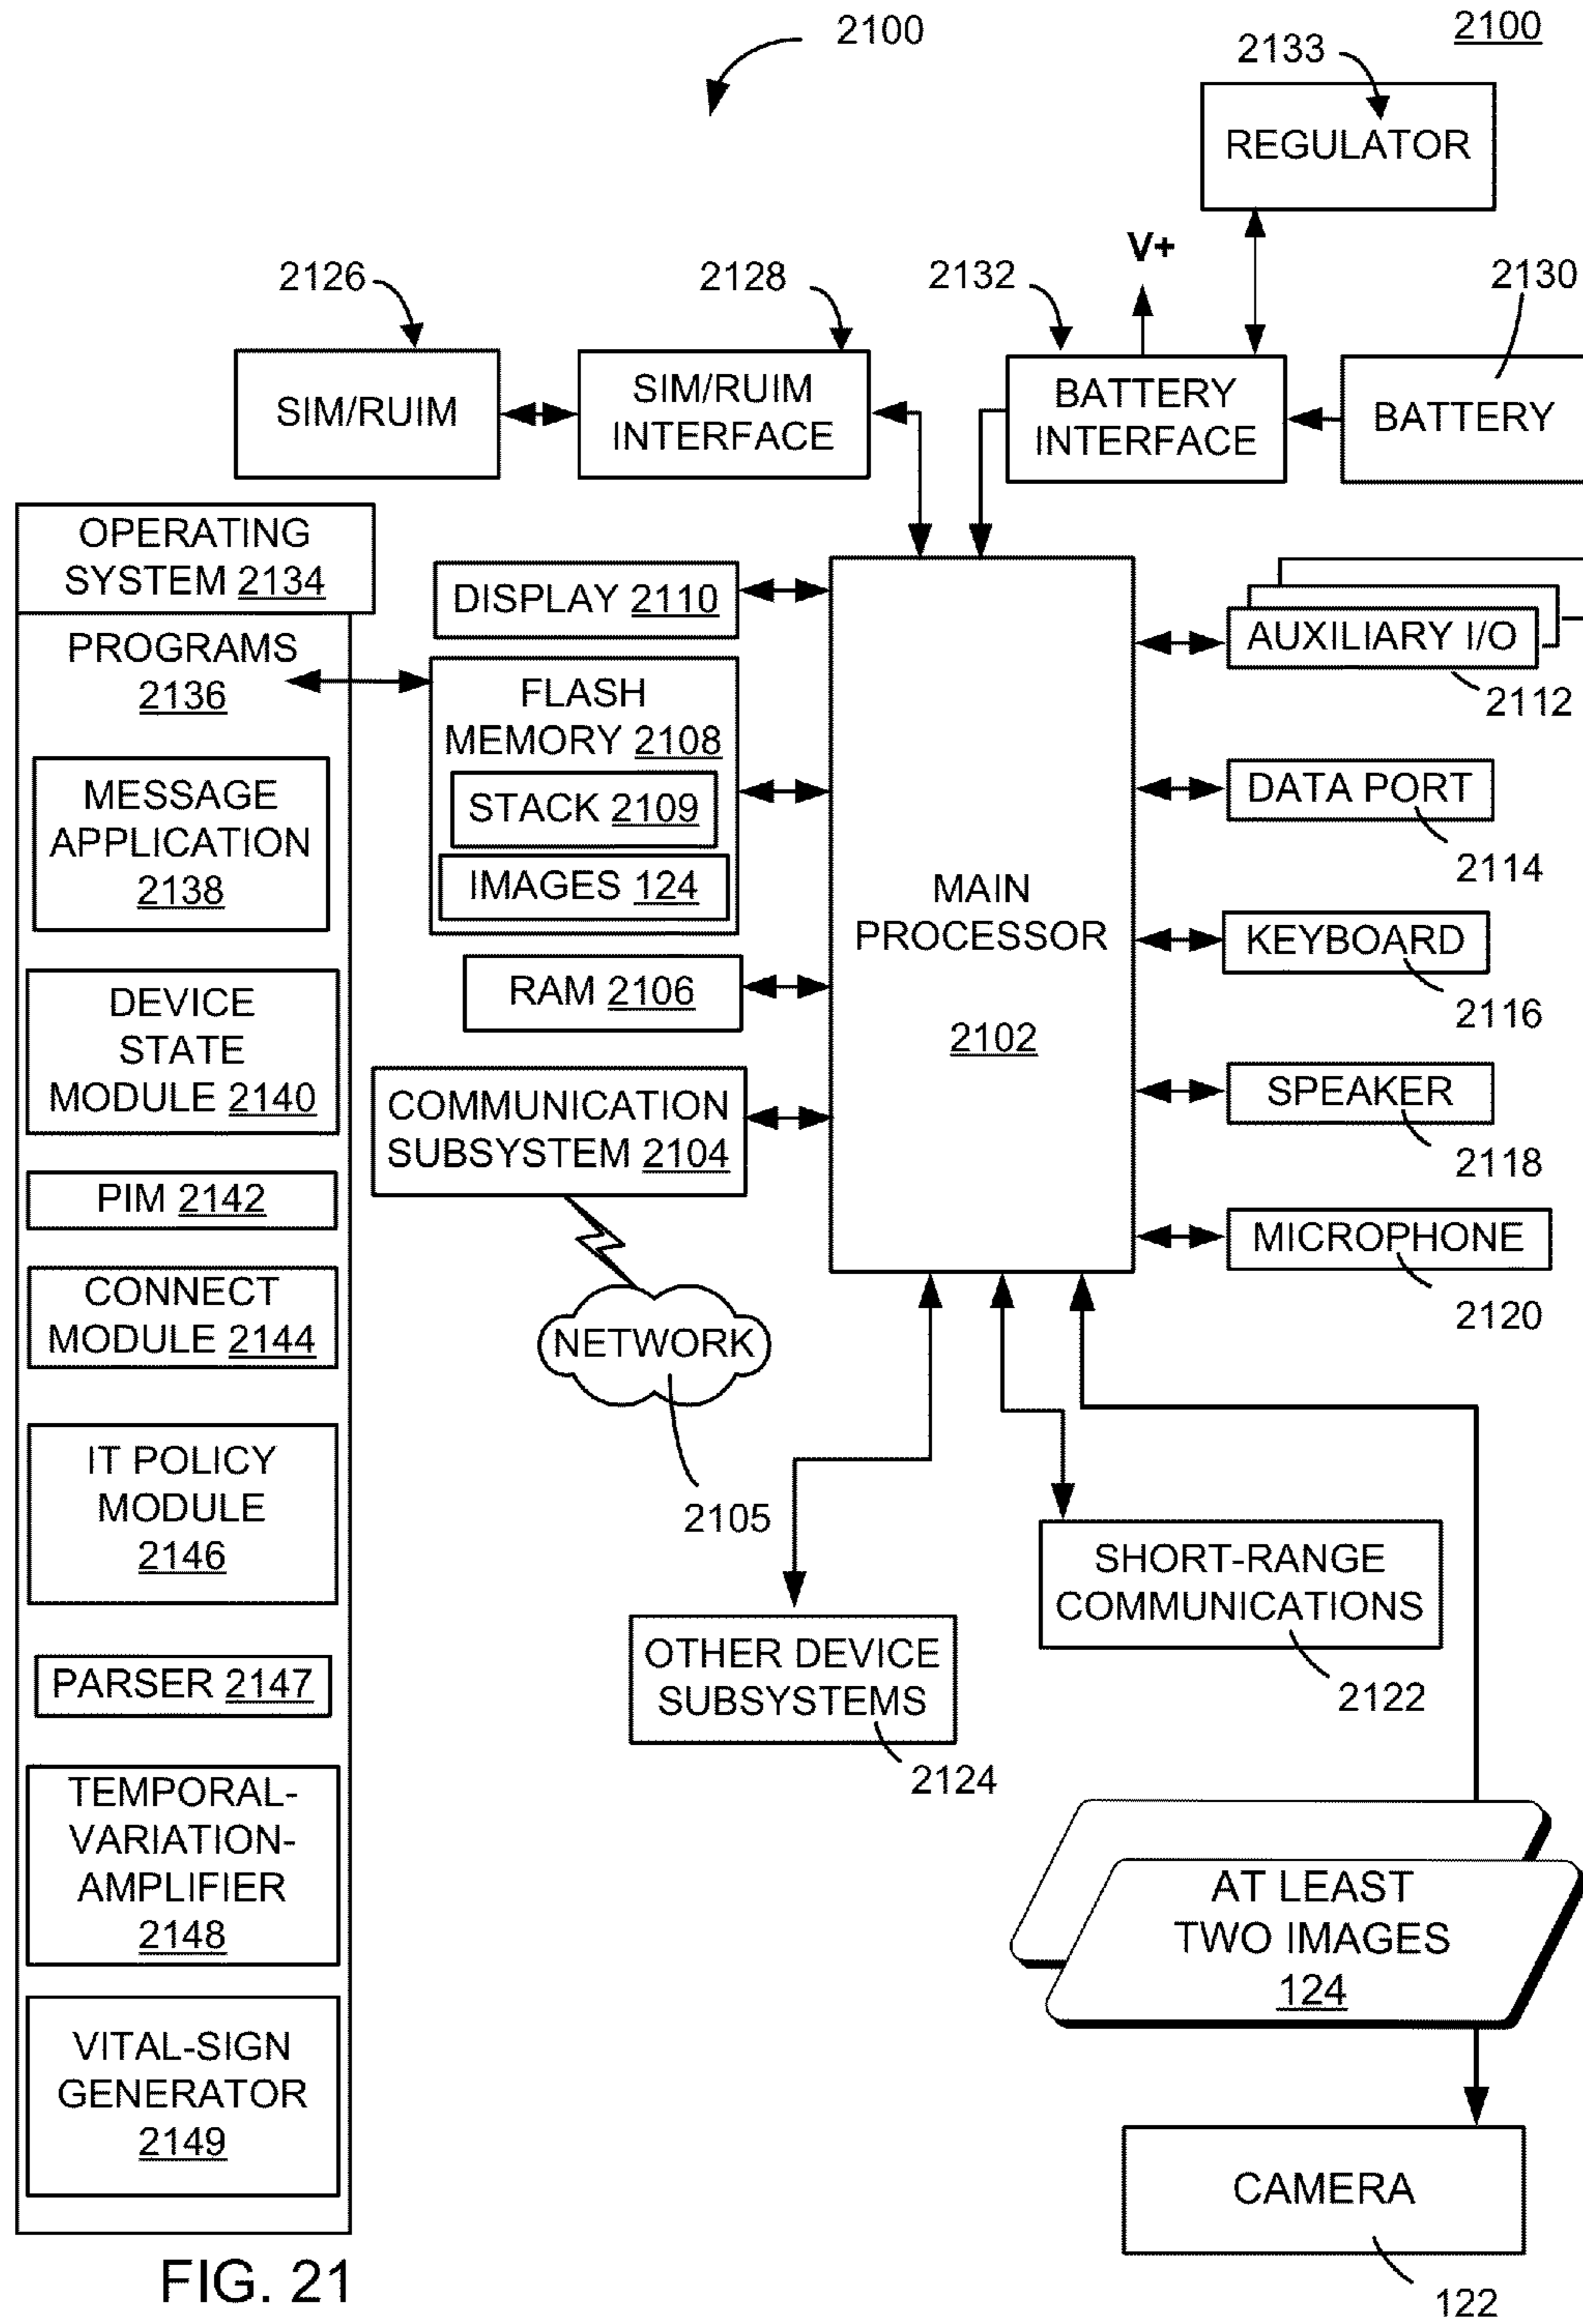 2100
2100
2133
REGULATOR
V+
2126
2128
2132
2130
SIM/RUIM
SIM/RUIM
INTERFACE
BATTERY
INTERFACE
BATTERY
OPERATING
SYSTEM 2134
PROGRAMS
2136
MESSAGE
APPLICATION
2138
DEVICE
STATE
MODULE 2140
PIM 2142
CONNECT
MODULE 2144
IT POLICY
MODULE
2146
PARSER 2147
TEMPORAL-
VARIATION-
AMPLIFIER
2148
VITAL-SIGN
GENERATOR
2149
DISPLAY 2110
FLASH
MEMORY 2108
STACK 2109
IMAGES 124
RAM 2106
COMMUNICATION
SUBSYSTEM 2104
NETWORK
2105
MAIN
PROCESSOR
2102
AUXILIARY I/O
2112
DATA PORT
2114
KEYBOARD
2116
SPEAKER
2118
MICROPHONE
2120
SHORT-RANGE
COMMUNICATIONS
2122
OTHER DEVICE
SUBSYSTEMS
2124
AT LEAST
TWO IMAGES
124
CAMERA
122
FIG. 21